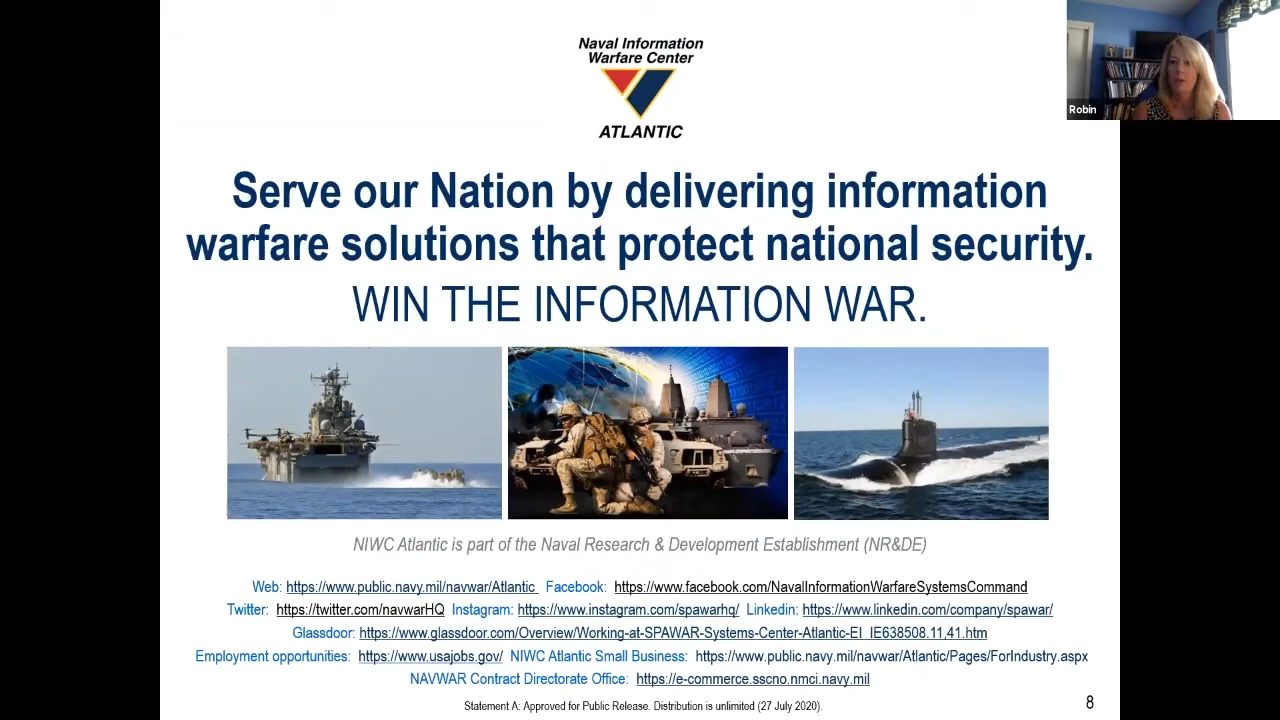 Naval Information
Warfare Center
ATLANTIC
Robin
Serve our Nation by delivering information
warfare solutions that protect national security.
WIN THE INFORMATION WAR.
NIWC Atlantic is part of the Naval Research & Development Establishment (NR&DE)
Web: https://www.public.navy.mil/navwar/Atlantic Facebook: https://www.facebook.com/NavalInformationWarfareSystemsCommand
Twitter: https://twitter.com/navwarHQ Instagram: https://www.instagram.com/spawarhq/ Linkedin: https://www.linkedin.com/company/spawar/
Glassdoor: https://www.glassdoor.com/Overview/Working-at-SPAWAR-Systems-Center-Atlantic-EI_IE638508.11,41.htm
Employment opportunities: https://www.usajobs.gov/ NIWC Atlantic Small Business: https://www.public.navy.mil/navwar/Atlantic/Pages/ForIndustry.aspx
NAVWAR Contract Directorate Office: https://e-commerce.sscno.nmci.navy.mil
Statement A: Approved for Public Release. Distribution is unlimited (27 July 2020).
8